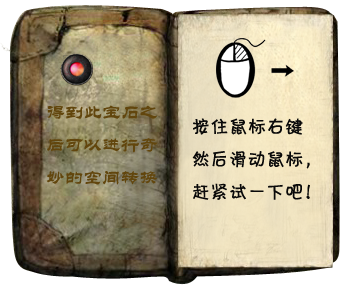 得到此宝石之
后可以进行奇
妙的空间转换
按住鼠标右键
然后滑动鼠标，
赶紧试一下吧！